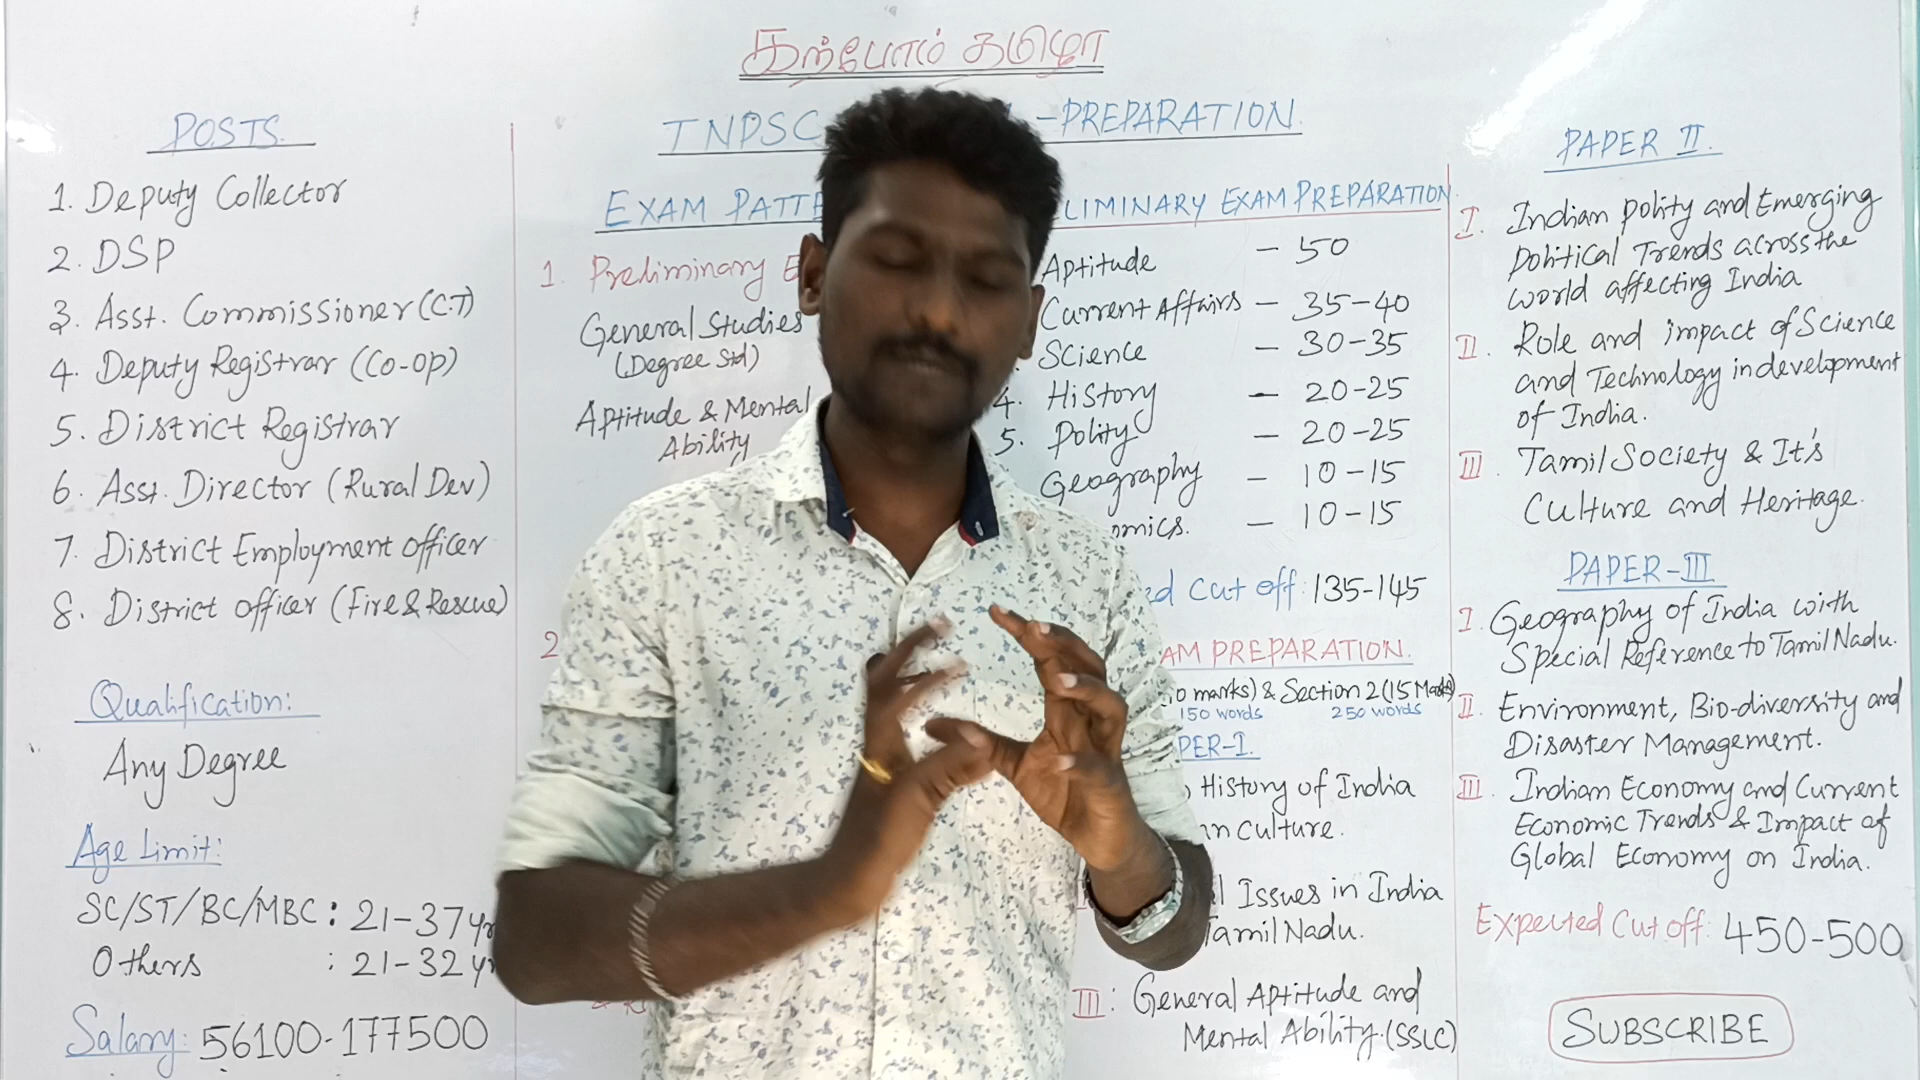 கற்போம் தமிழா
TNPSC -PREPARATION.
POSTS.
1. Deputy Collector
2. DSP
3. Asst. Commissioner (C.T)
4. Deputy Registrar (Co-op)
5. District Registrar
6. Asst. Director (Rural Dev)
7. District Employment officer
8. District officer (Fire & Rescue)
Qualification:
Any Degree
Age Limit:
SC/ST/BC/MBC : 21-37
Others : 21-32
Salary: 56100-177500
EXAM
1. Preliminary
General Studies
(Degree Std)
Aptitude & Mental
Ability
2
EXAM PREPARATION
Aptitude - 50
Current Affairs - 35-40
Science - 30-35
4. History - 20-25
5. Polity - 20-25
Geography - 10-15
- 10-15
Cut off: 135-145
PREPARATION.
marks) & Section 2 (15 Marks)
150 words 250 words
History of India
Culture.
Issues in India
Tamil Nadu.
III: General Aptitude and
Mental Ability. (SSLC)
PAPER II.
I. Indian polity and Emerging
political Trends across the
world affecting India
II. Role and impact of Science
and Technology in development
of India.
III. Tamil Society & It's
Culture and Heritage.
PAPER-III
I. Geography of India with
Special Reference to Tamil Nadu.
II. Environment, Bio-diversity and
Disaster Management.
III. Indian Economy and Current
Economic Trends & Impact of
Global Economy on India.
Expected Cut off: 450-500
SUBSCRIBE